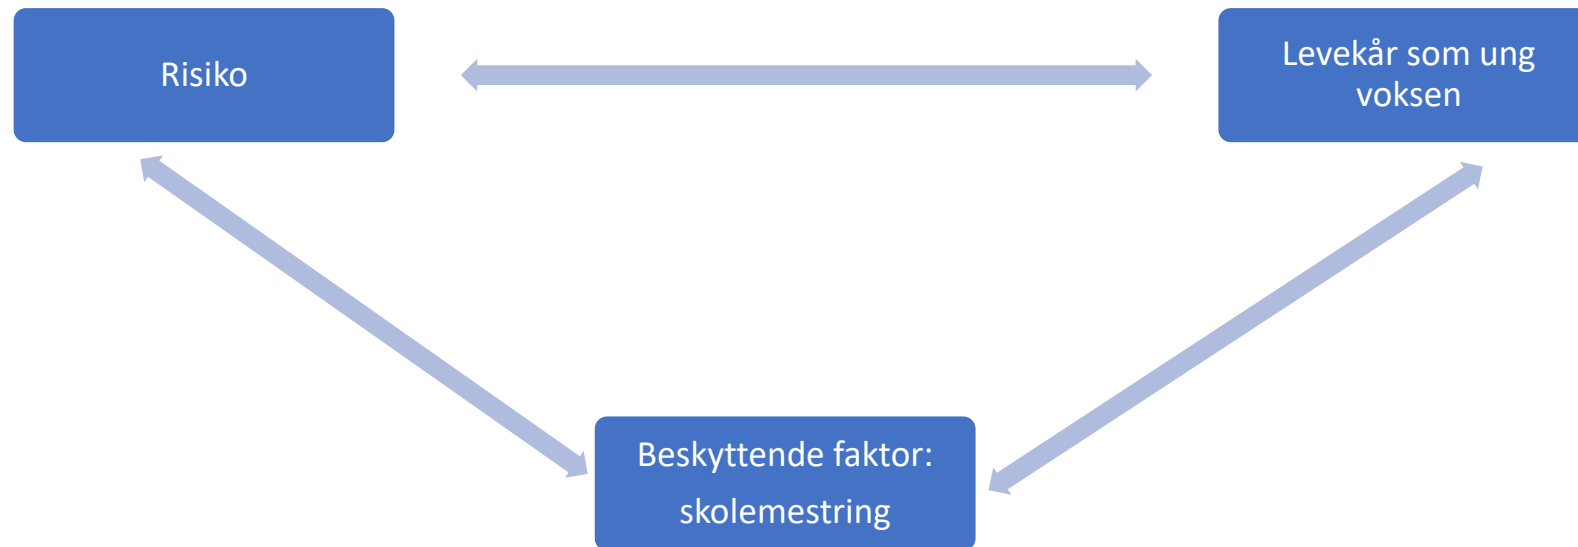 Risiko
Levekår som ung
voksen
Beskyttende faktor:
skolemestring